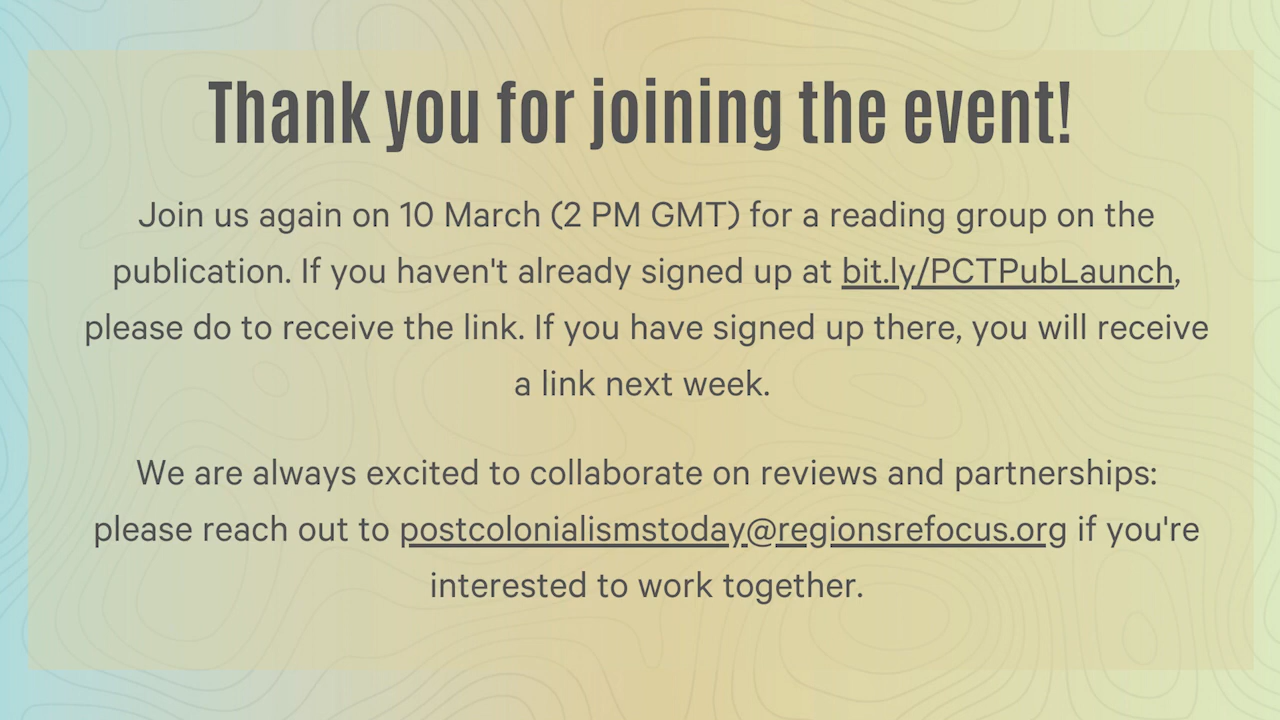 Thank you for joining the event!
Join us again on 10 March (2 PM GMT) for a reading group on the
publication. If you haven't already signed up at bit.ly/PCTPubLaunch,
please do to receive the link. If you have signed up there, you will receive
a link next week.
We are always excited to collaborate on reviews and partnerships:
please reach out to postcolonialismstoday@regionsrefocus.org if you're
interested to work together.